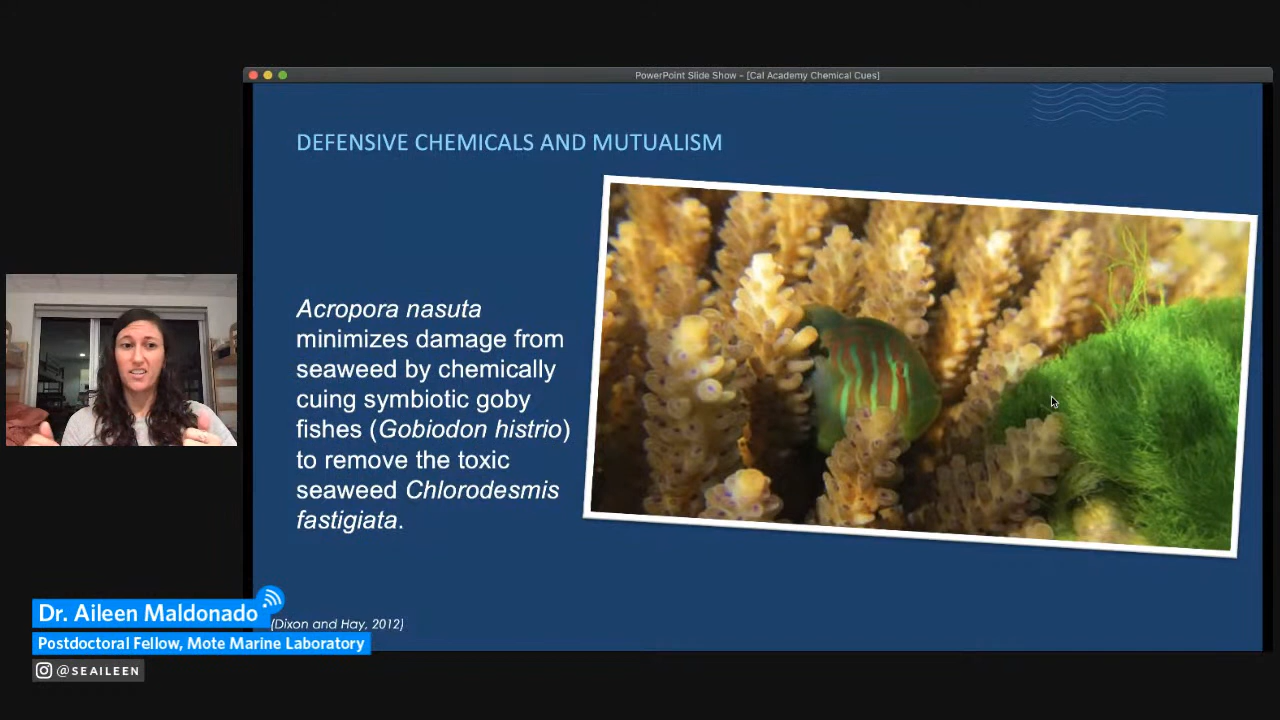 PowerPoint Slide Show - [Cal Academy Chemical Cues]
DEFENSIVE CHEMICALS AND MUTUALISM
Acropora nasuta
minimizes damage from
seaweed by chemically
cuing symbiotic goby
fishes (Gobiodon histrio)
to remove the toxic
seaweed Chlorodesmis
fastigiata.
(Dixon and Hay, 2012)
Dr. Aileen Maldonado
Postdoctoral Fellow, Mote Marine Laboratory
@SEAILEEN